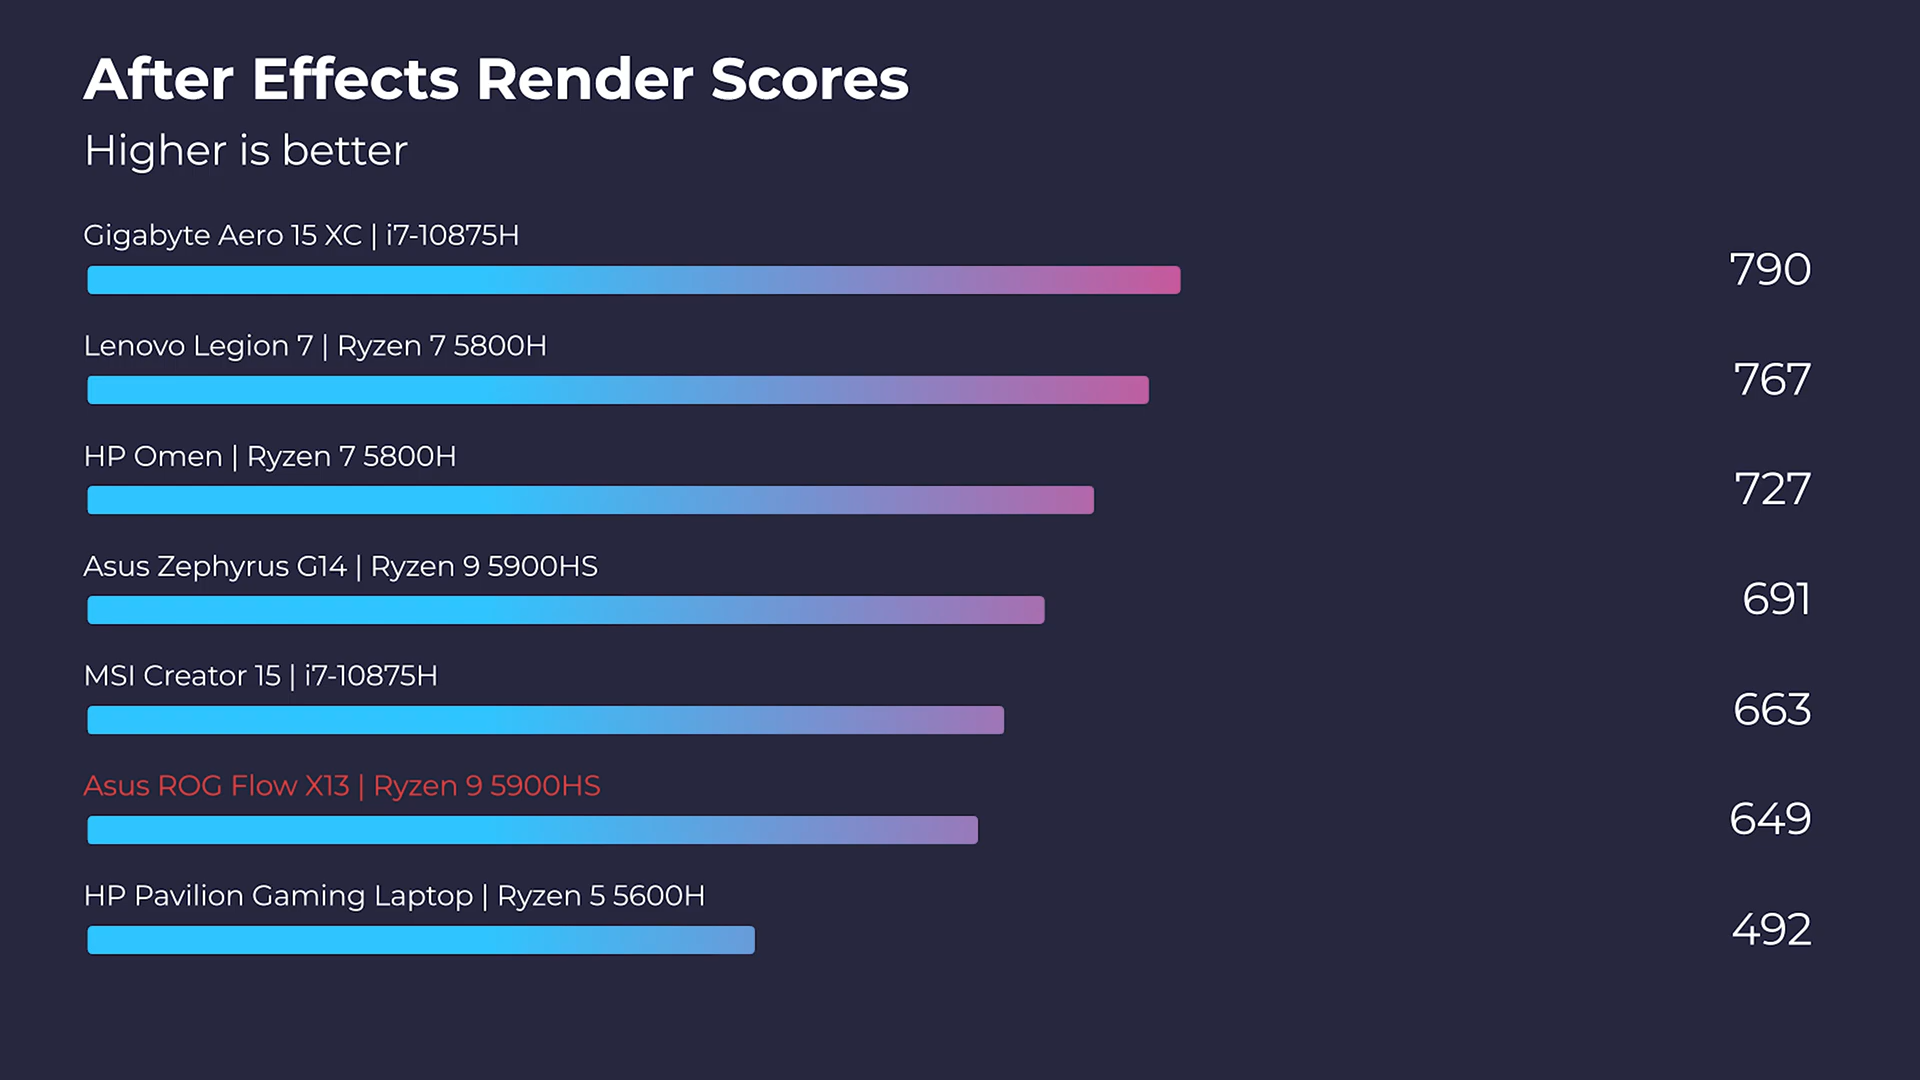 After Effects Render Scores
Higher is better
Gigabyte Aero 15 XC | i7-10875H
790
Lenovo Legion 7 | Ryzen 7 5800H
767
HP Omen | Ryzen 7 5800H
727
Asus Zephyrus G14 | Ryzen 9 5900HS
691
MSI Creator 15 | i7-10875H
663
Asus ROG Flow X13 | Ryzen 9 5900HS
649
HP Pavilion Gaming Laptop | Ryzen 5 5600H
492